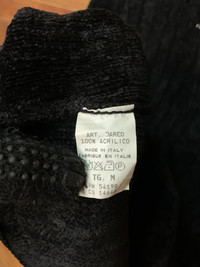 ART. JARED
100% ACRILICO
MADE IN ITALY
FABRIQUE EN ITALIE
TG. M